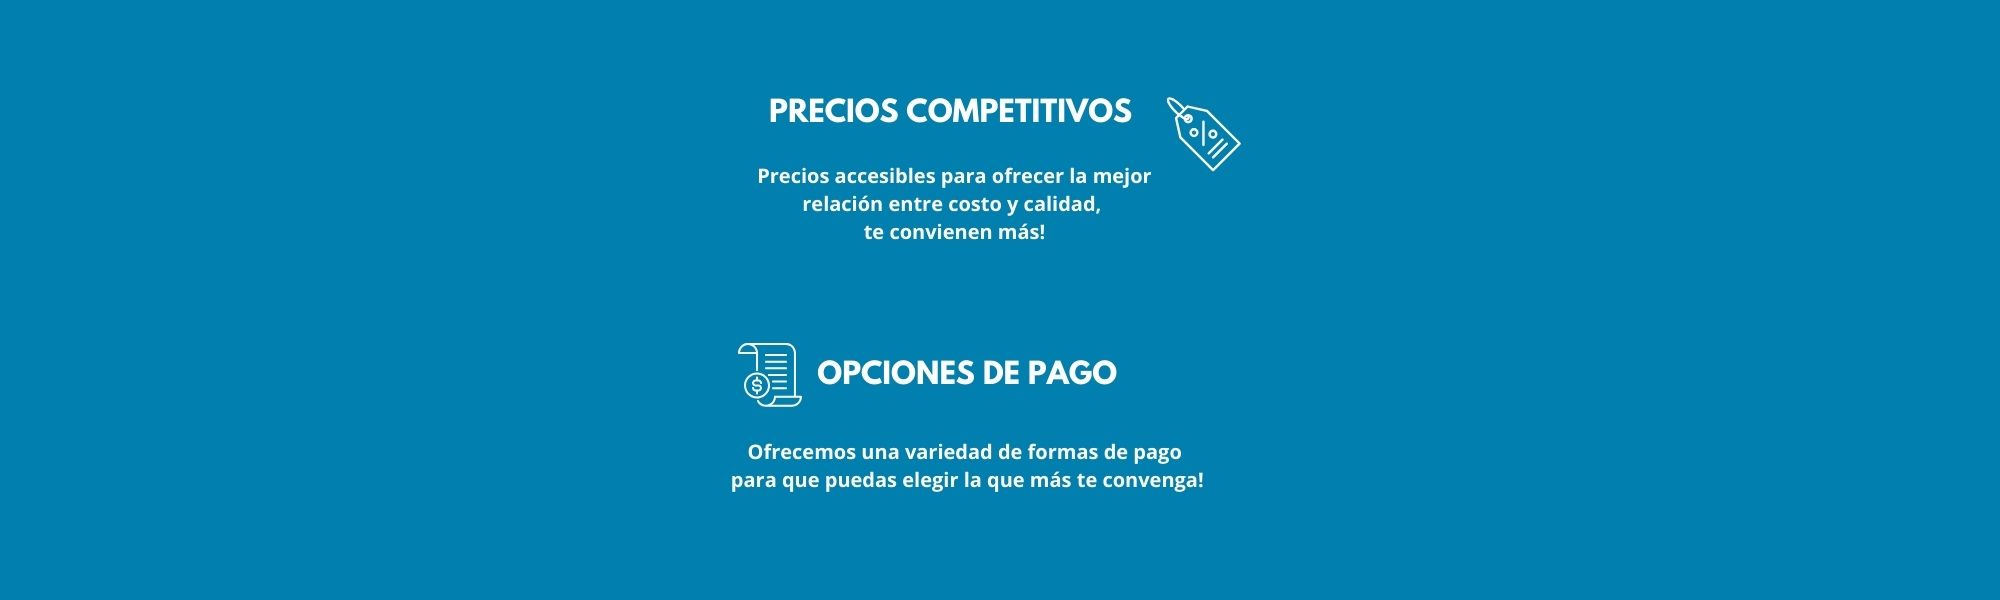 PRECIOS COMPETITIVOS
Precios accesibles para ofrecer la mejor
relación entre costo y calidad,
te convienen más!
$
OPCIONES DE PAGO
Ofrecemos una variedad de formas de pago
para que puedas elegir la que más te convenga!